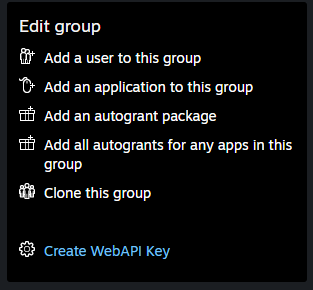 Edit group
Add a user to this group
Add an application to this group
Add an autogrant package
Add all autogrants for any apps in this
group
Clone this group
Create WebAPI Key